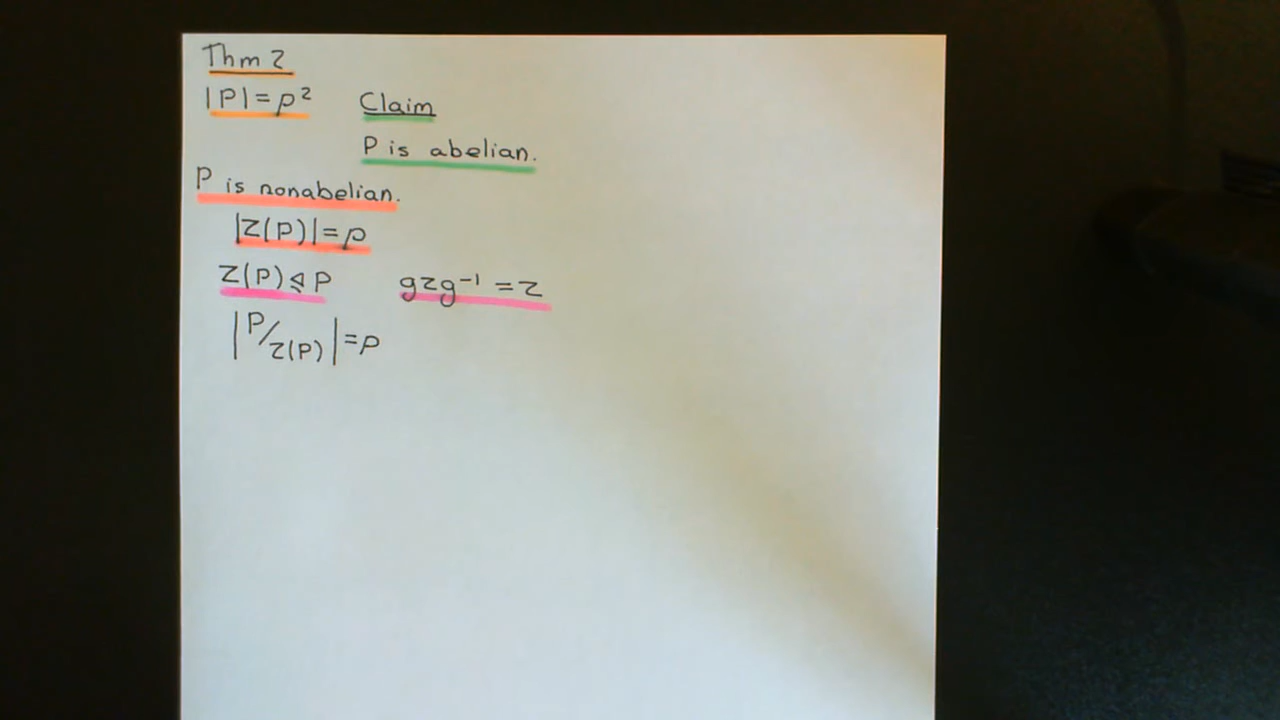 Thm 2
|P| = p² Claim
P is abelian.
P is nonabelian.
|Z(P)| = p
Z(P) ⊴ P gzg⁻¹ = z
|P/Z(P)| = p